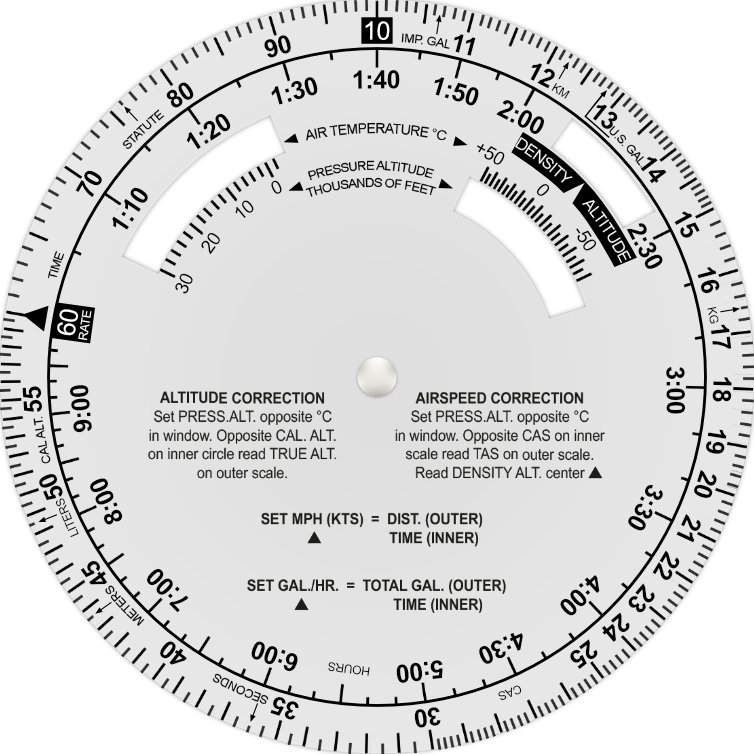 10
IMP. GAL
11
12
KM
13
U.S. GAL
14
15
16
KG
17
18
19
20
21
22
23
24
25
CAS
30
35
SECONDS
40
METERS
45
LITERS
50
CAL ALT.
55
60
RATE
TIME
70
STATUTE
80
90
1:40
1:50
2:00
2:30
3:00
3:30
4:00
4:30
5:00
HOURS
6:00
7:00
8:00
9:00
1:10
1:20
1:30
AIR TEMPERATURE °C
PRESSURE ALTITUDE
THOUSANDS OF FEET
0
10
20
30
+50
0
-50
DENSITY
ALTITUDE
ALTITUDE CORRECTION
Set PRESS.ALT. opposite °C
in window. Opposite CAL. ALT.
on inner circle read TRUE ALT.
on outer scale.
AIRSPEED CORRECTION
Set PRESS.ALT. opposite °C
in window. Opposite CAS on inner
scale read TAS on outer scale.
Read DENSITY ALT. center ▲
SET MPH (KTS) = DIST. (OUTER)
▲ TIME (INNER)
SET GAL./HR. = TOTAL GAL. (OUTER)
▲ TIME (INNER)